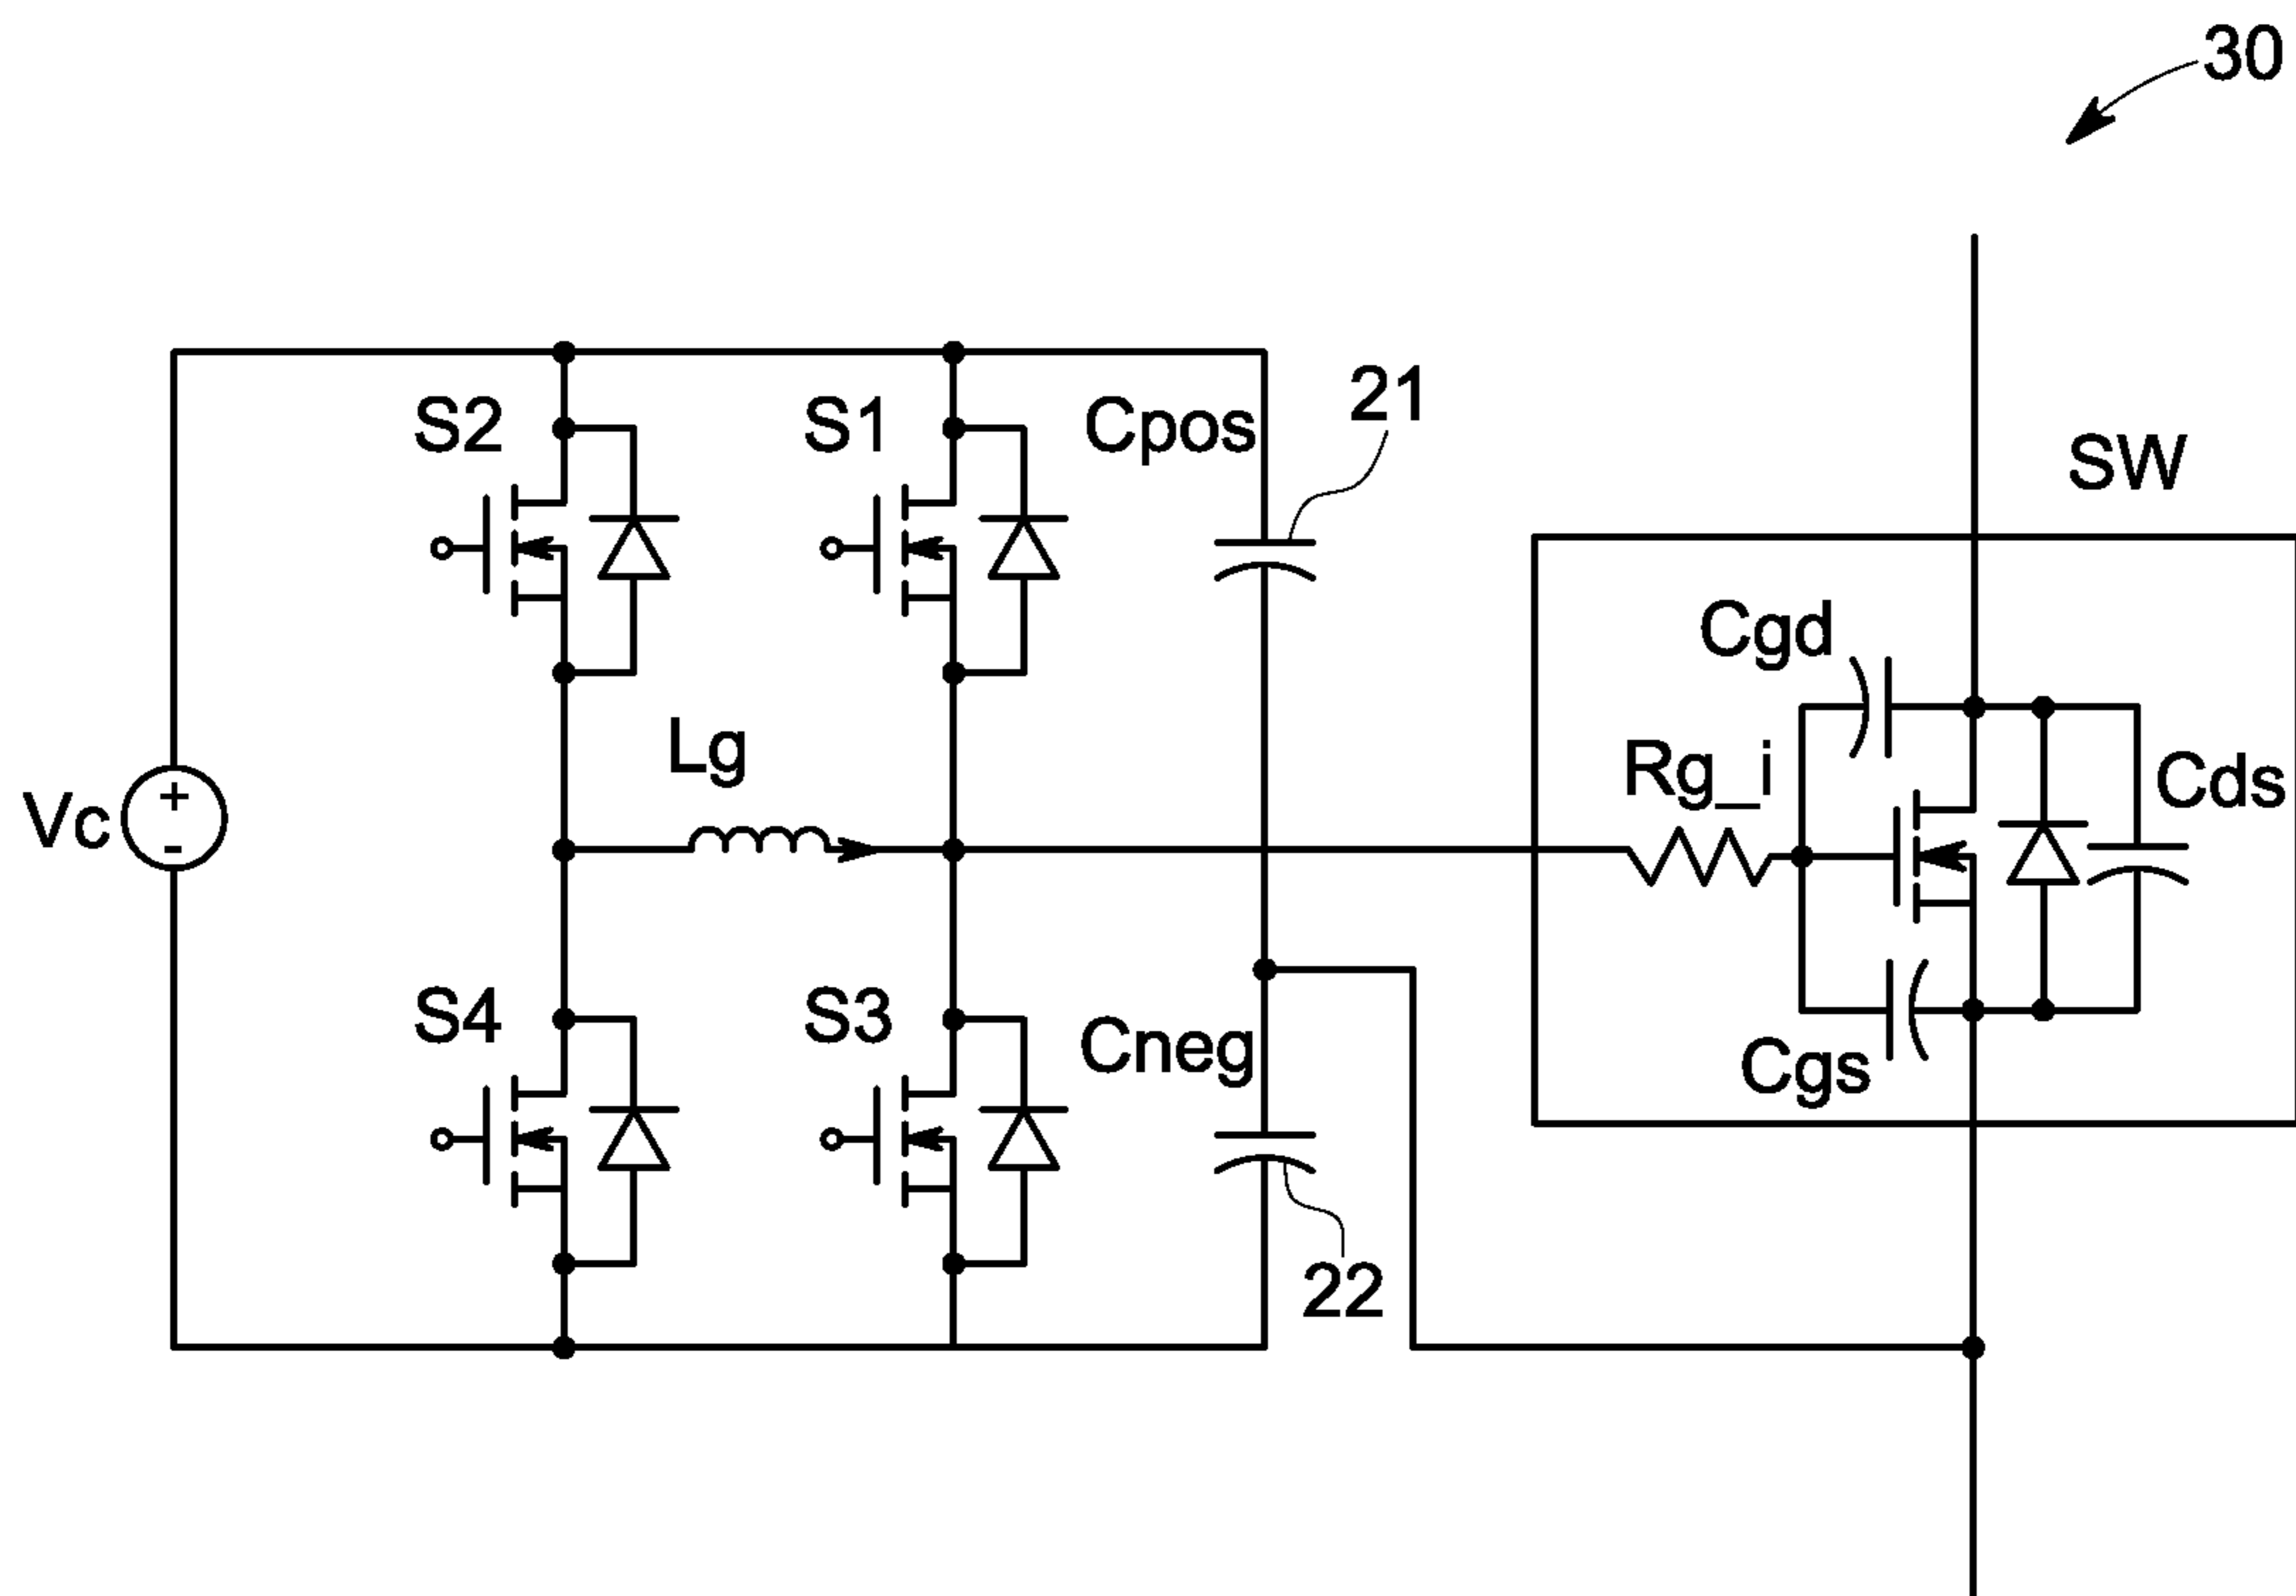 30
21
S2
S1
Cpos
SW
Cgd
Lg
Rg_i
Cds
+
Vc
-
S4
S3
Cneg
Cgs
22